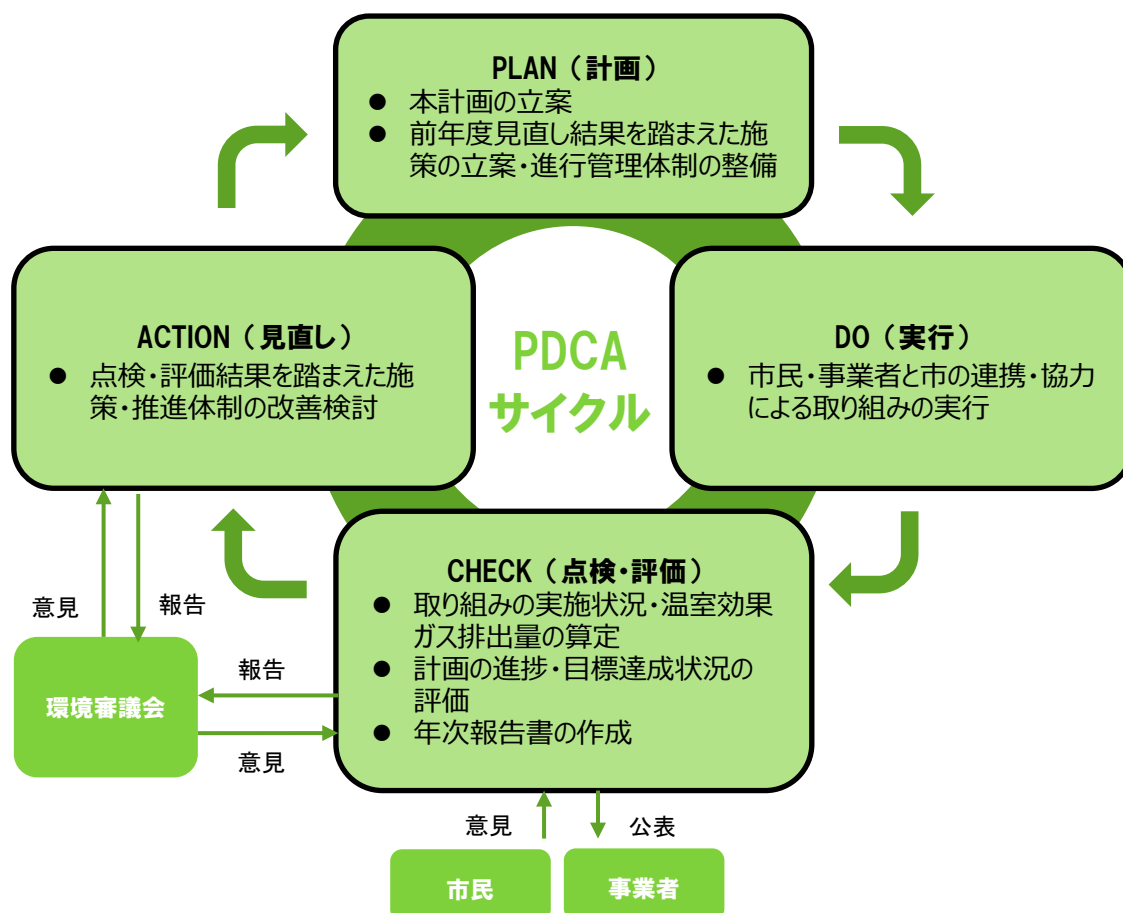 PLAN（計画）
● 本計画の立案
● 前年度見直し結果を踏まえた施
策の立案・進行管理体制の整備
ACTION（見直し）
● 点検・評価結果を踏まえた施
策・推進体制の改善検討
PDCA
サイクル
DO（実行）
● 市民・事業者と市の連携・協力
による取り組みの実行
CHECK（点検・評価）
● 取り組みの実施状況・温室効果
ガス排出量の算定
● 計画の進捗・目標達成状況の
評価
● 年次報告書の作成
意見
報告
環境審議会
報告
意見
意見
公表
市民
事業者